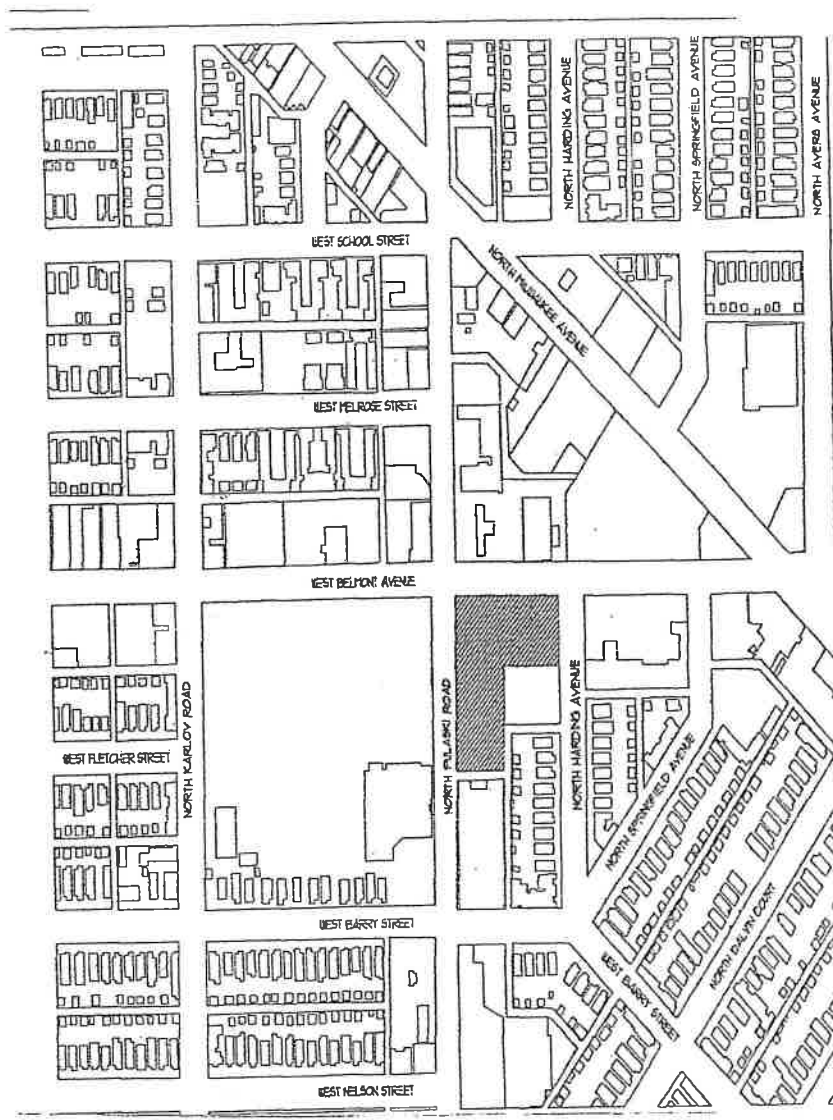 NORTH HARDING AVENUE
NORTH SPRINGFIELD AVENUE
NORTH AVERS AVENUE
WEST SCHOOL STREET
NORTH MILWAUKEE AVENUE
WEST MELROSE STREET
WEST BELMONT AVENUE
NORTH KARLOV ROAD
NORTH PULASKI ROAD
NORTH HARDING AVENUE
WEST FLETCHER STREET
NORTH SPRINGFIELD AVENUE
WEST BARRY STREET
NORTH DALYN COURT
WEST BARRY STREET
WEST NELSON STREET